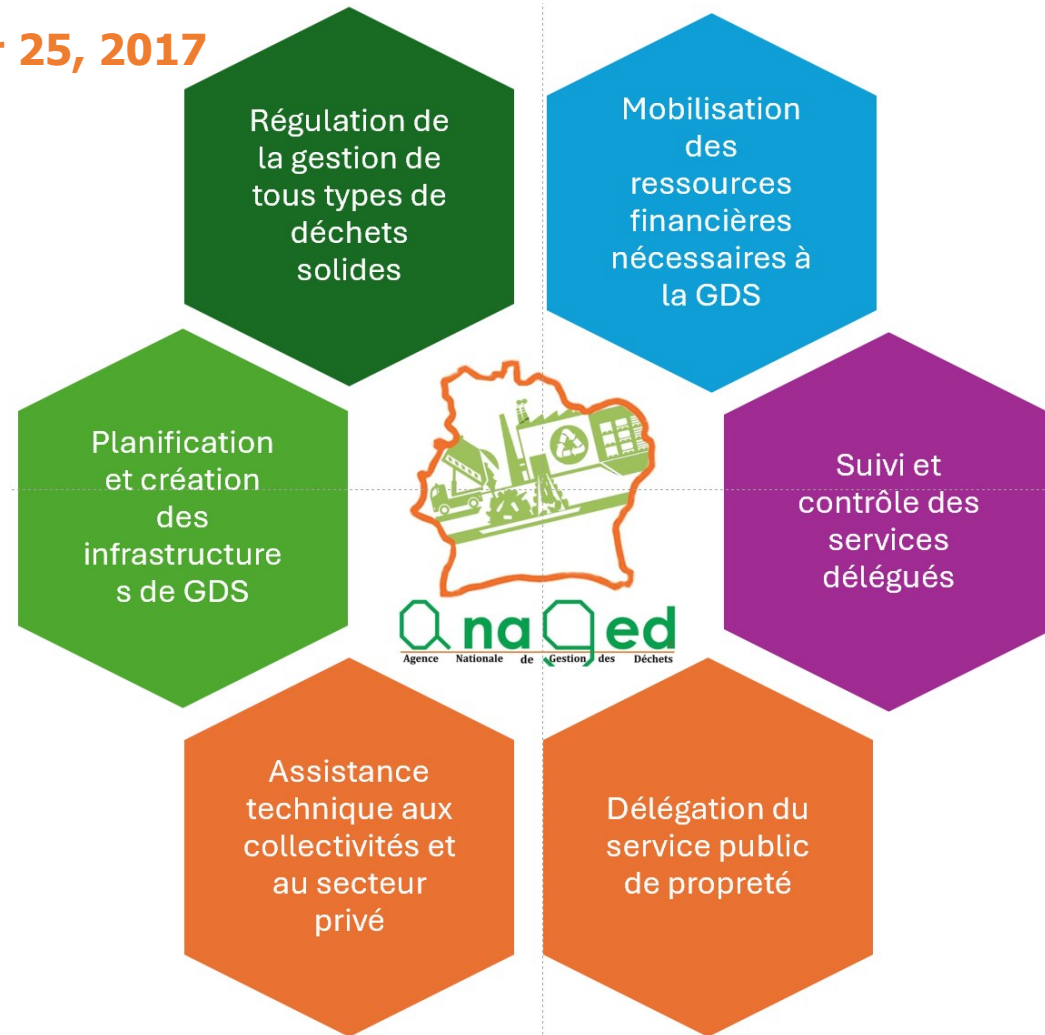 r 25, 2017
Régulation de
la gestion de
tous types de
déchets
solides
Mobilisation
des
ressources
financières
nécessaires à
la GDS
Planification
et création
des
infrastructure
s de GDS
Suivi et
contrôle des
services
délégués
anaged
Agence Nationale de Gestion des Déchets
Assistance
technique aux
collectivités et
au secteur
privé
Délégation du
service public
de propreté